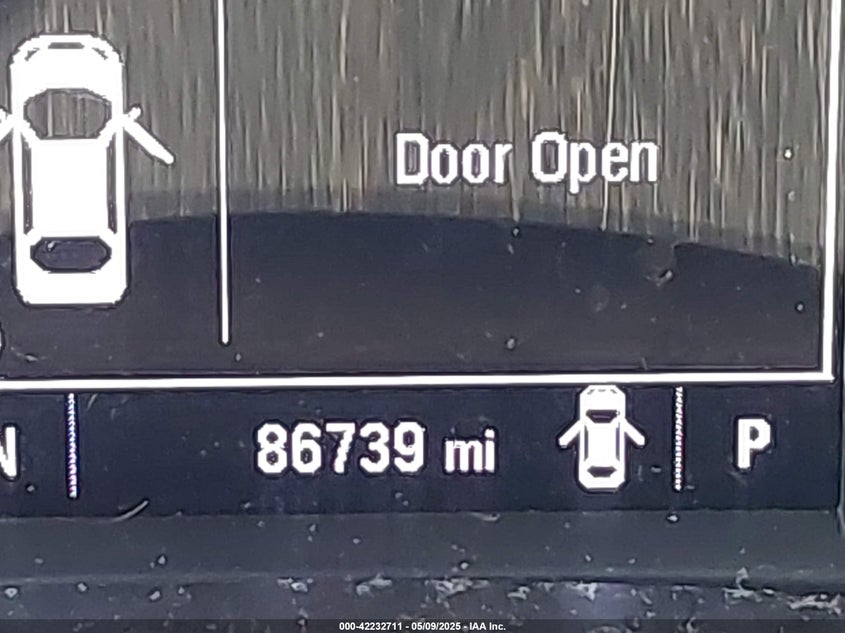 Door Open
N
86739 mi
P
000-42232711 - 05/09/2025 - IAA Inc.